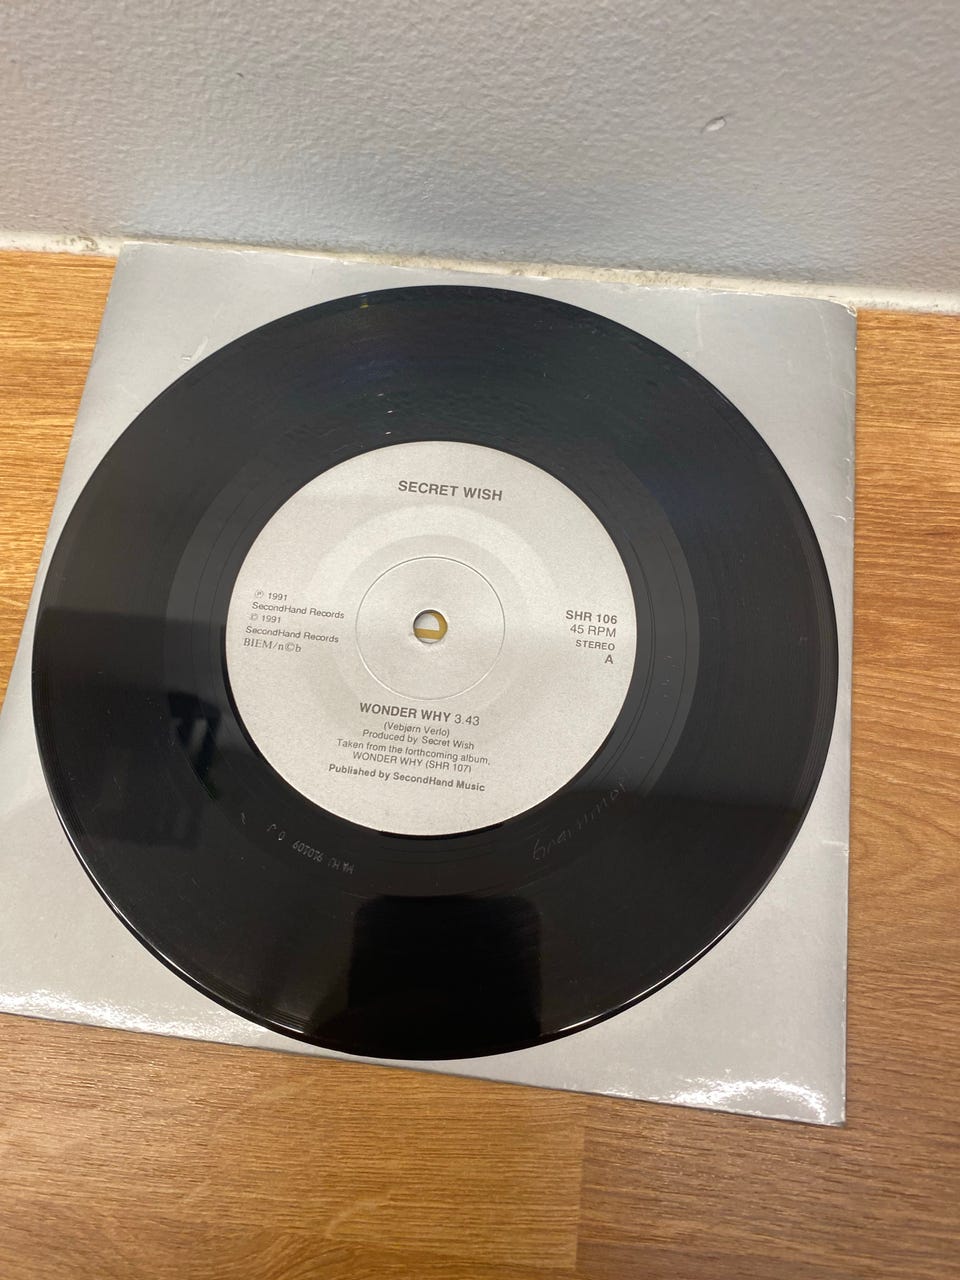 SECRET WISH
℗ 1991
SecondHand Records
© 1991
SecondHand Records
BIEM/n©b
SHR 106
45 RPM
STEREO
A
WONDER WHY 3.43
(Vebjørn Verlo)
Produced by Secret Wish
Taken from the forthcoming album,
WONDER WHY (SHR 107)
Published by SecondHand Music